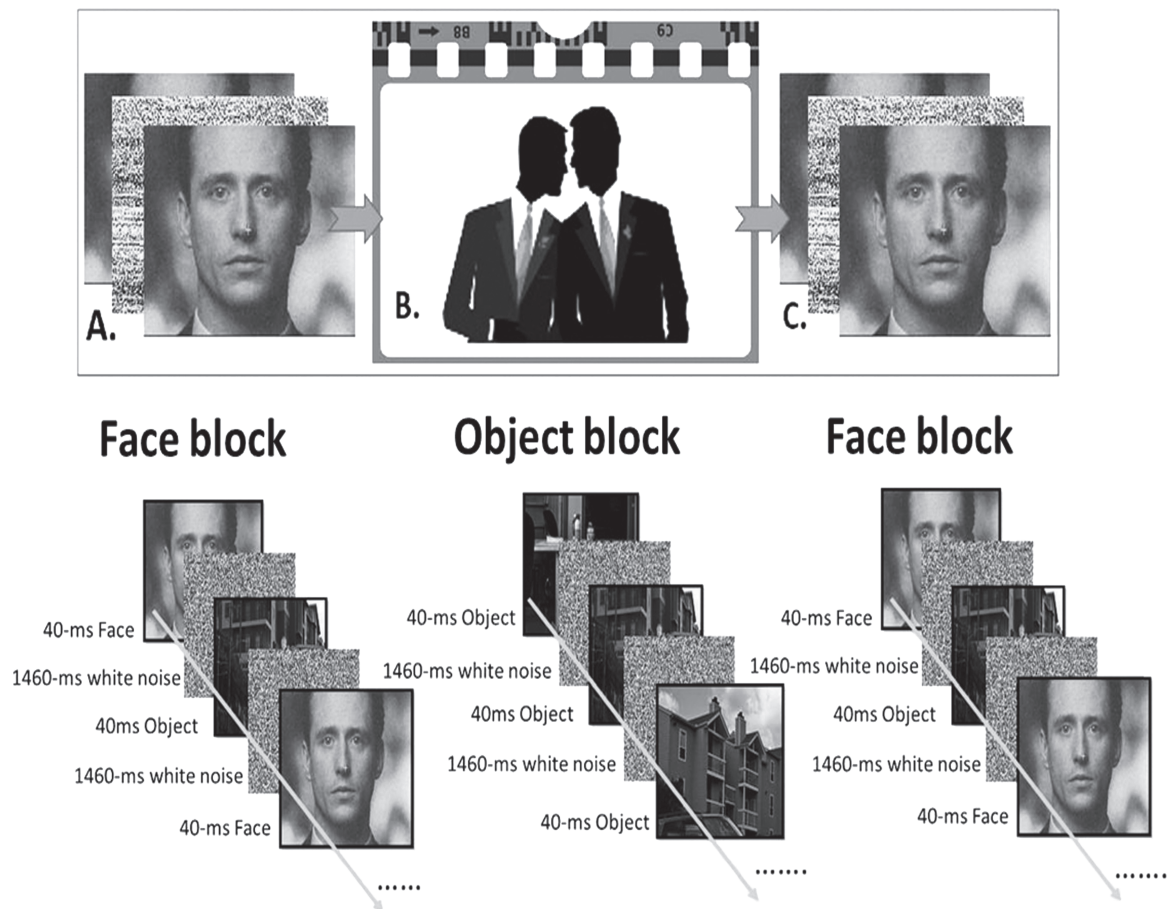 B8
C9
A.
B.
C.
Face block
Object block
Face block
40-ms Face
1460-ms white noise
40ms Object
1460-ms white noise
40-ms Face
......
40-ms Object
1460-ms white noise
40ms Object
1460-ms white noise
40-ms Object
.......
40-ms Face
1460-ms white noise
40ms Object
1460-ms white noise
40-ms Face
.......